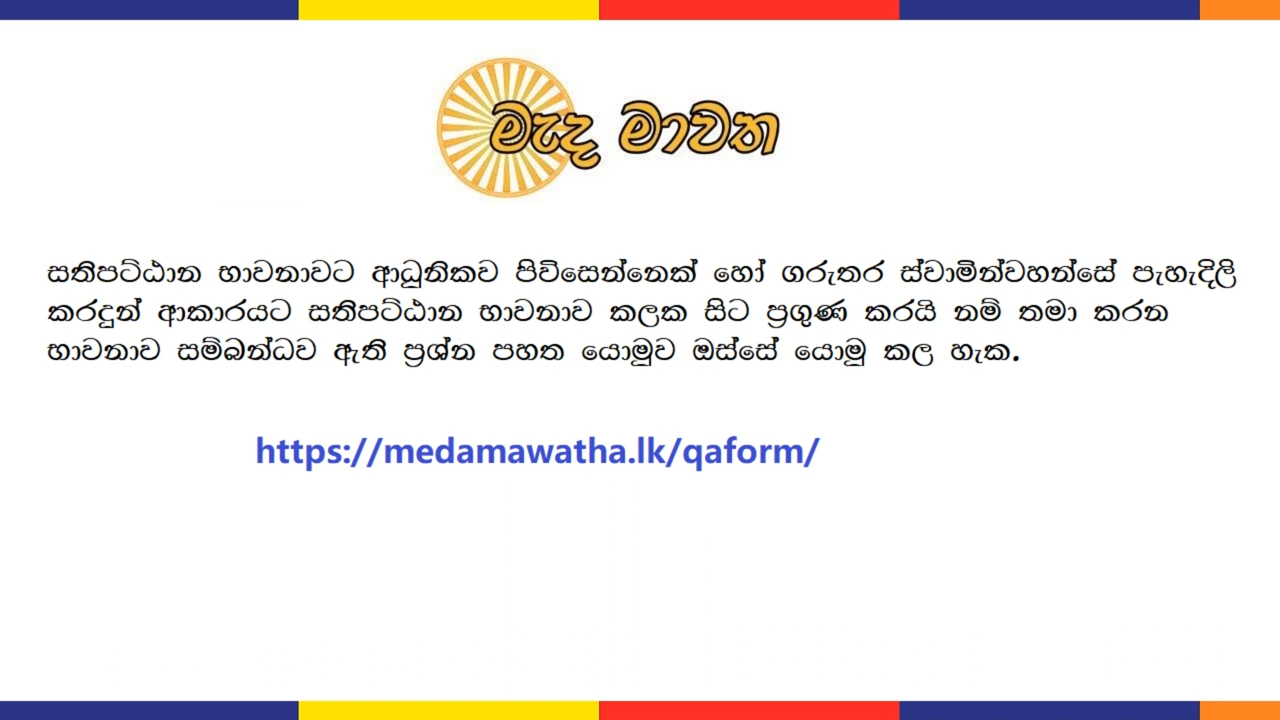 මැද මාවත
සතිපට්ඨාන භාවනාවට ආධුනිකව පිවිසෙන්නෙක් හෝ ගරුතර ස්වාමින්වහන්සේ පැහැදිලි
කරදුන් ආකාරයට සතිපට්ඨාන භාවනාව කලක සිට ප්‍රගුණ කරයි නම් තමා කරන
භාවනාව සම්බන්ධව ඇති ප්‍රශ්න පහත යොමුව ඔස්සේ යොමු කල හැක.
https://medamawatha.lk/qaform/